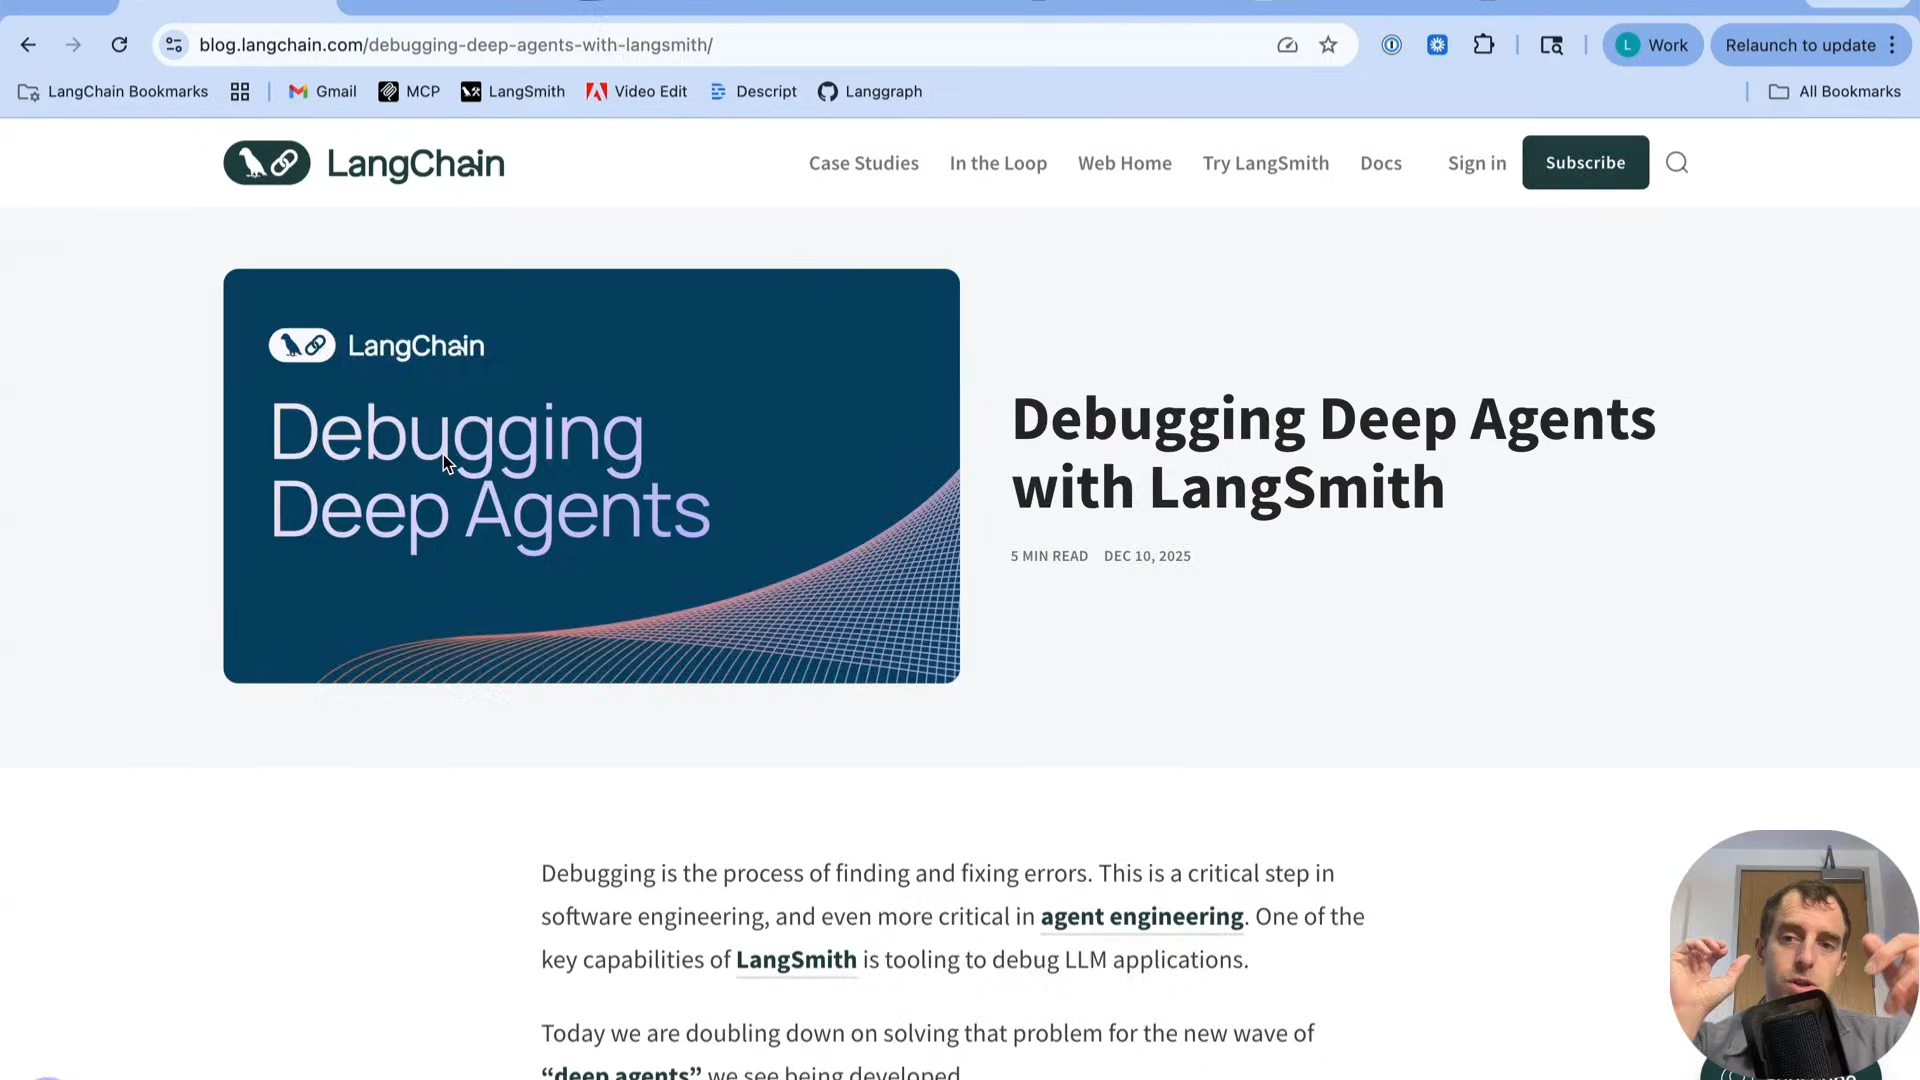 blog.langchain.com/debugging-deep-agents-with-langsmith/
L Work
Relaunch to update
LangChain Bookmarks
Gmail
MCP
LangSmith
Video Edit
Descript
Langgraph
All Bookmarks
LangChain
Case Studies
In the Loop
Web Home
Try LangSmith
Docs
Sign in
Subscribe
LangChain
Debugging
Deep Agents
Debugging Deep Agents
with LangSmith
5 MIN READ DEC 10, 2025
Debugging is the process of finding and fixing errors. This is a critical step in
software engineering, and even more critical in agent engineering. One of the
key capabilities of LangSmith is tooling to debug LLM applications.
Today we are doubling down on solving that problem for the new wave of
“deep agents” we see being developed.